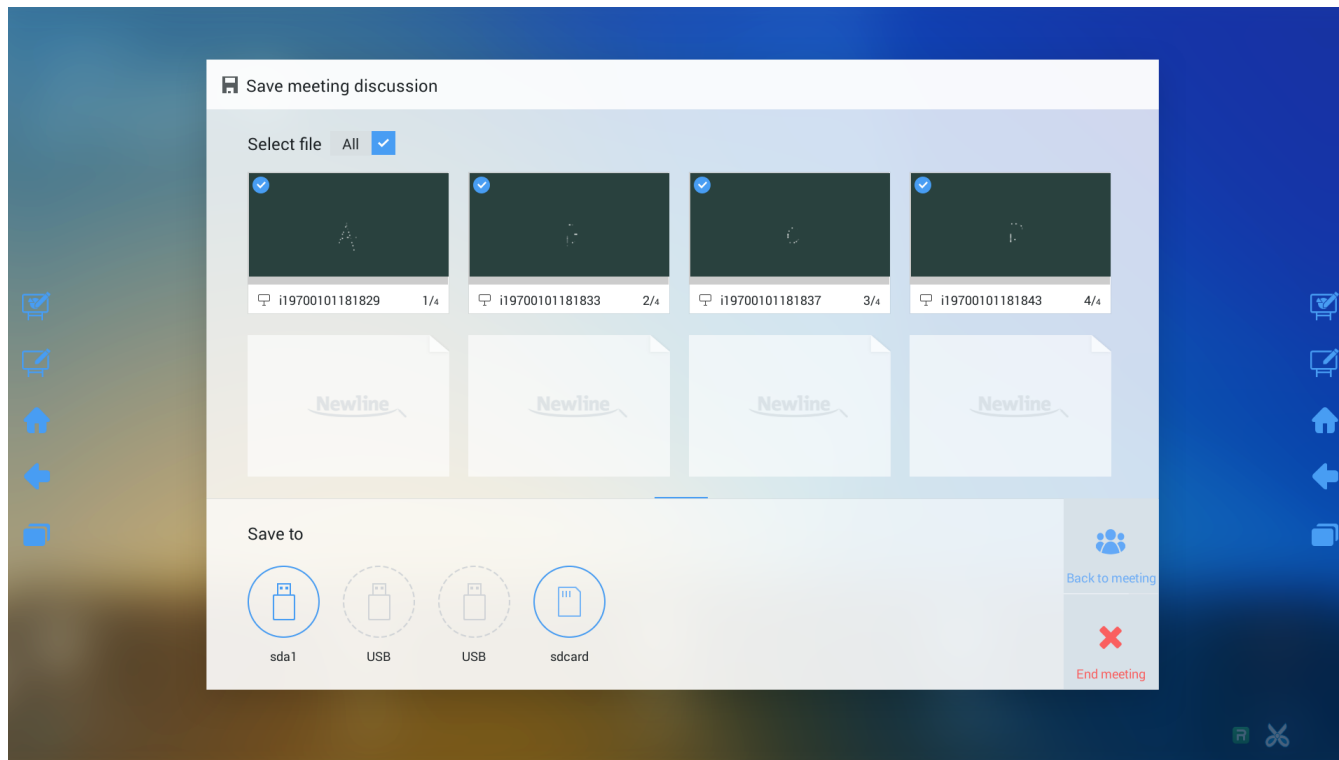 Save meeting discussion
Select file All
A
C
i19700101181829 1/4
i19700101181833 2/4
i19700101181837 3/4
i19700101181843 4/4
Newline
Newline
Newline
Newline
Save to
Back to meeting
sda1
USB
USB
sdcard
End meeting